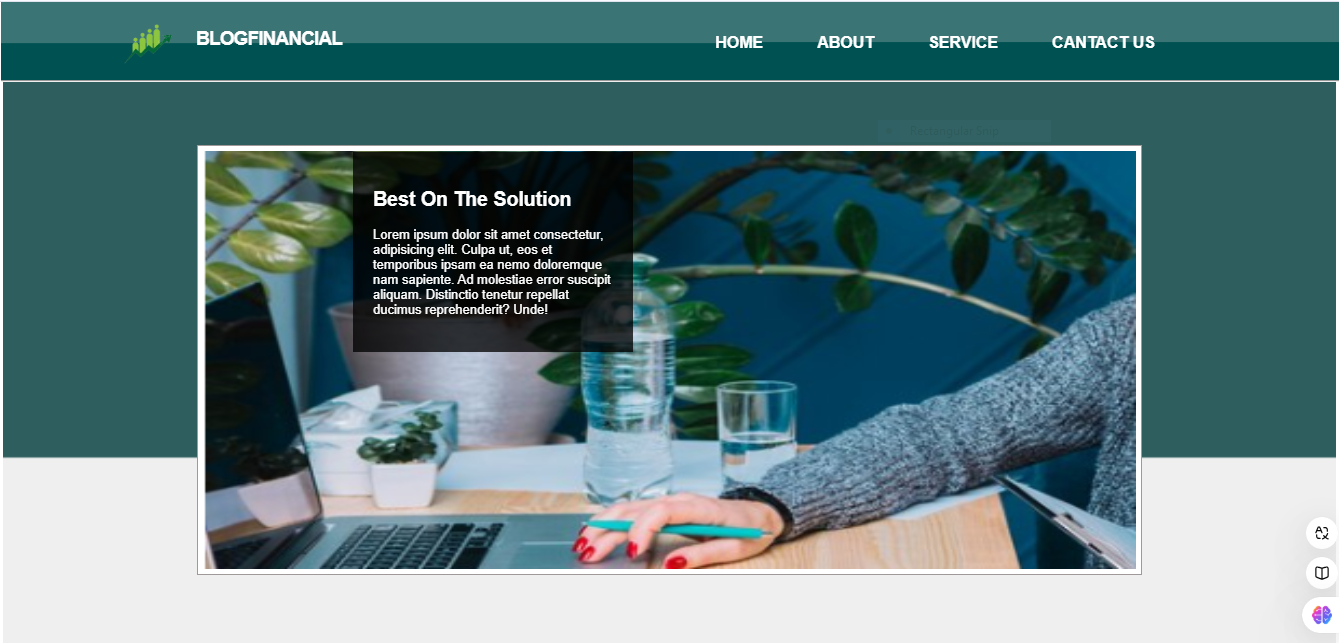 BLOGFINANCIAL
HOME ABOUT SERVICE CANTACT US
Best On The Solution
Lorem ipsum dolor sit amet consectetur,
adipisicing elit. Culpa ut, eos et
temporibus ipsam ea nemo doloremque
nam sapiente. Ad molestiae error suscipit
aliquam. Distinctio tenetur repellat
ducimus reprehenderit? Unde!